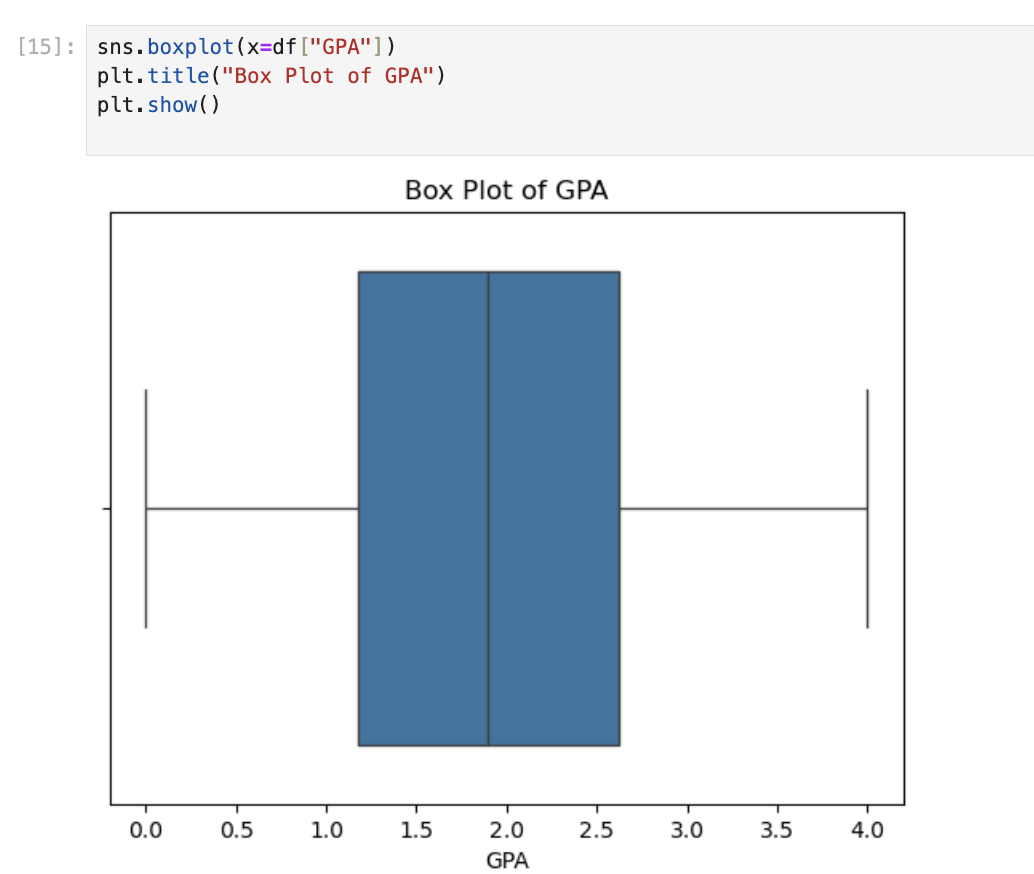 [15]: sns.boxplot(x=df["GPA"])
plt.title("Box Plot of GPA")
plt.show()
Box Plot of GPA
0.0 0.5 1.0 1.5 2.0 2.5 3.0 3.5 4.0
GPA